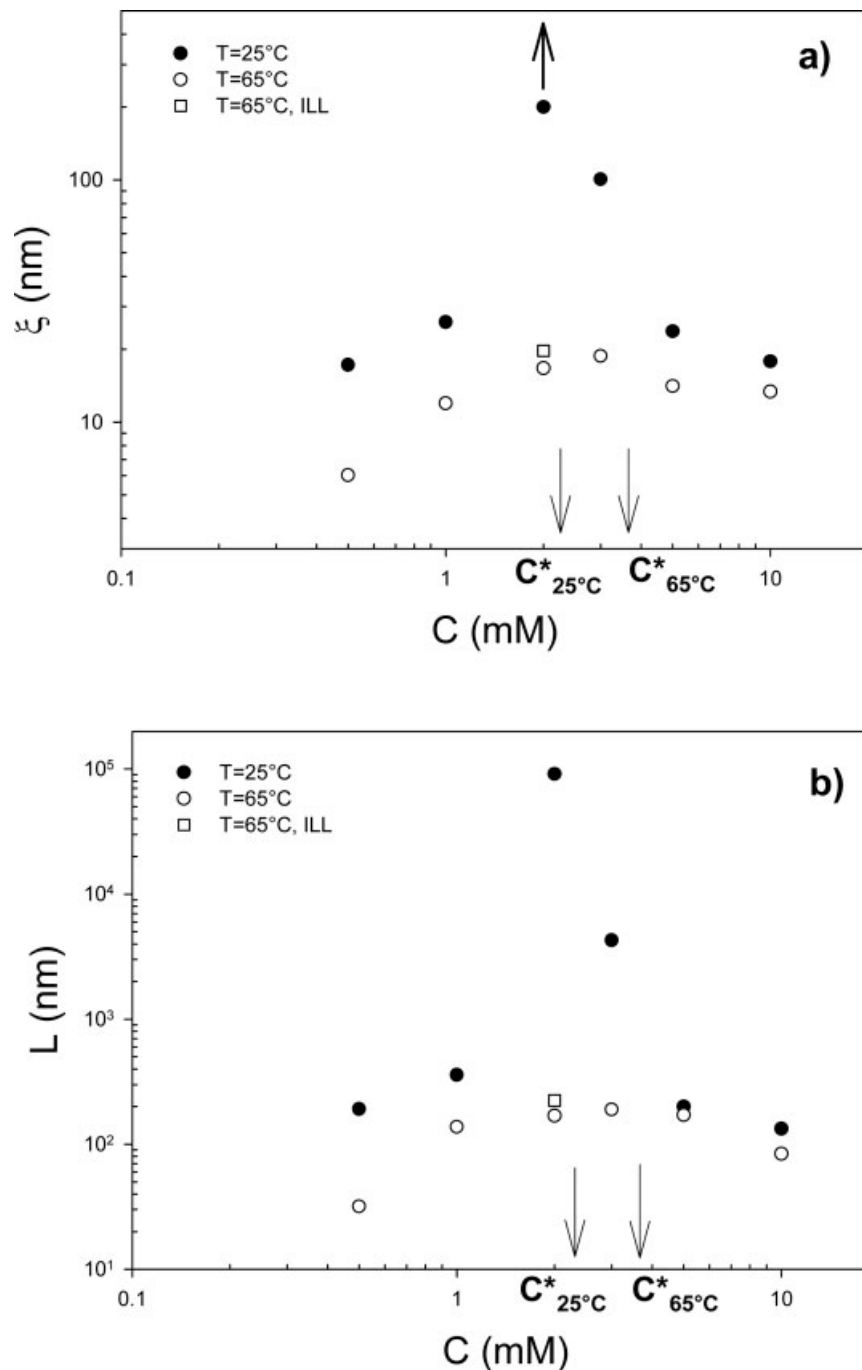 a)
T=25°C
T=65°C
T=65°C, ILL
100
10
ξ (nm)
0.1
1
10
C*25°C
C*65°C
C (mM)
b)
T=25°C
T=65°C
T=65°C, ILL
10⁵
10⁴
10³
10²
10¹
L (nm)
0.1
1
10
C*25°C
C*65°C
C (mM)